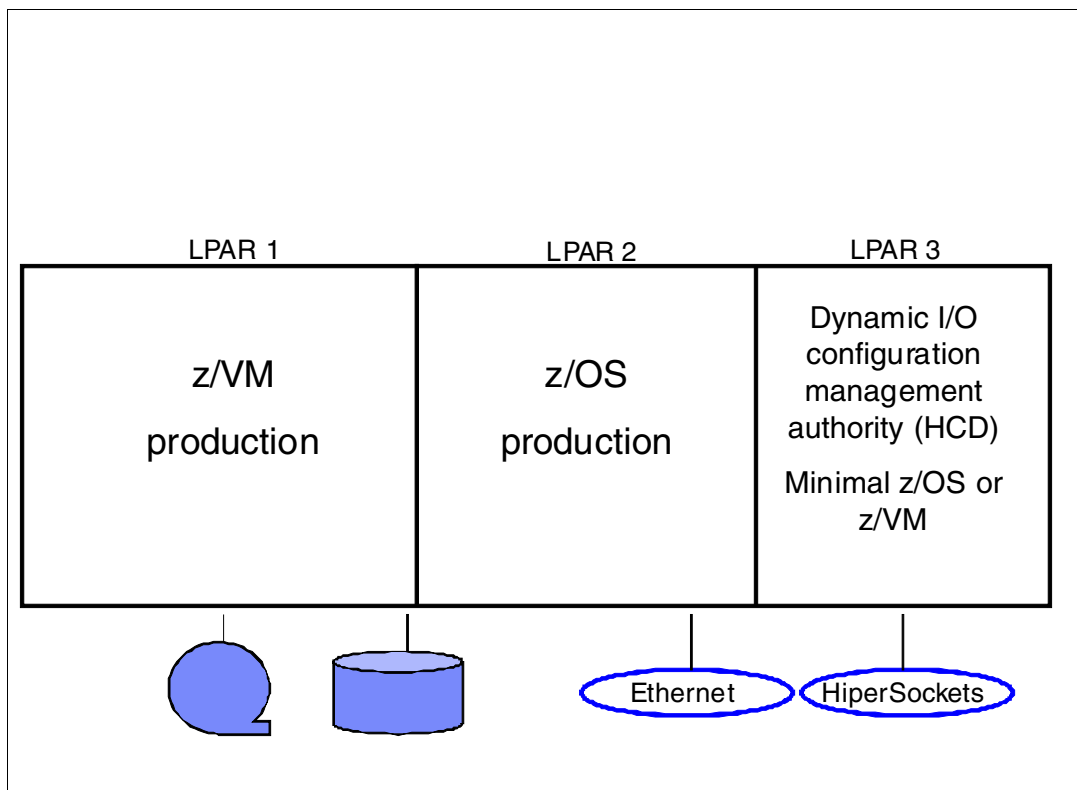 LPAR 1
LPAR 2
LPAR 3
z/VM
production
z/OS
production
Dynamic I/O
configuration
management
authority (HCD)
Minimal z/OS or
z/VM
Ethernet
HiperSockets